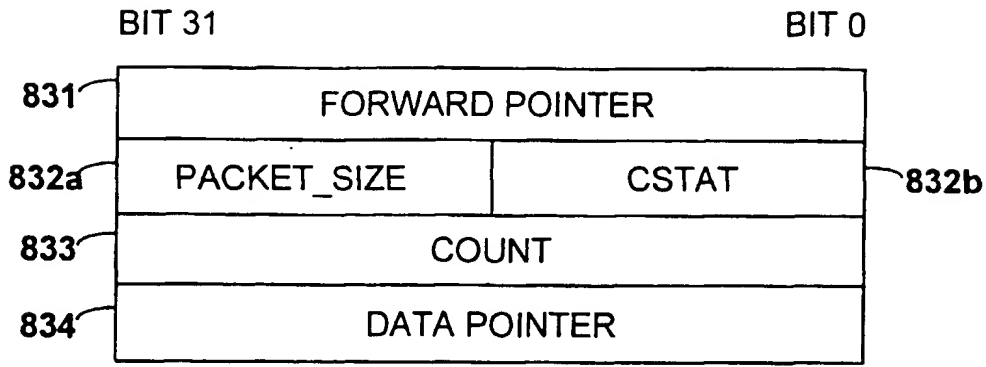 BIT 31 BIT 0
831 FORWARD POINTER
832a PACKET_SIZE CSTAT 832b
833 COUNT
834 DATA POINTER